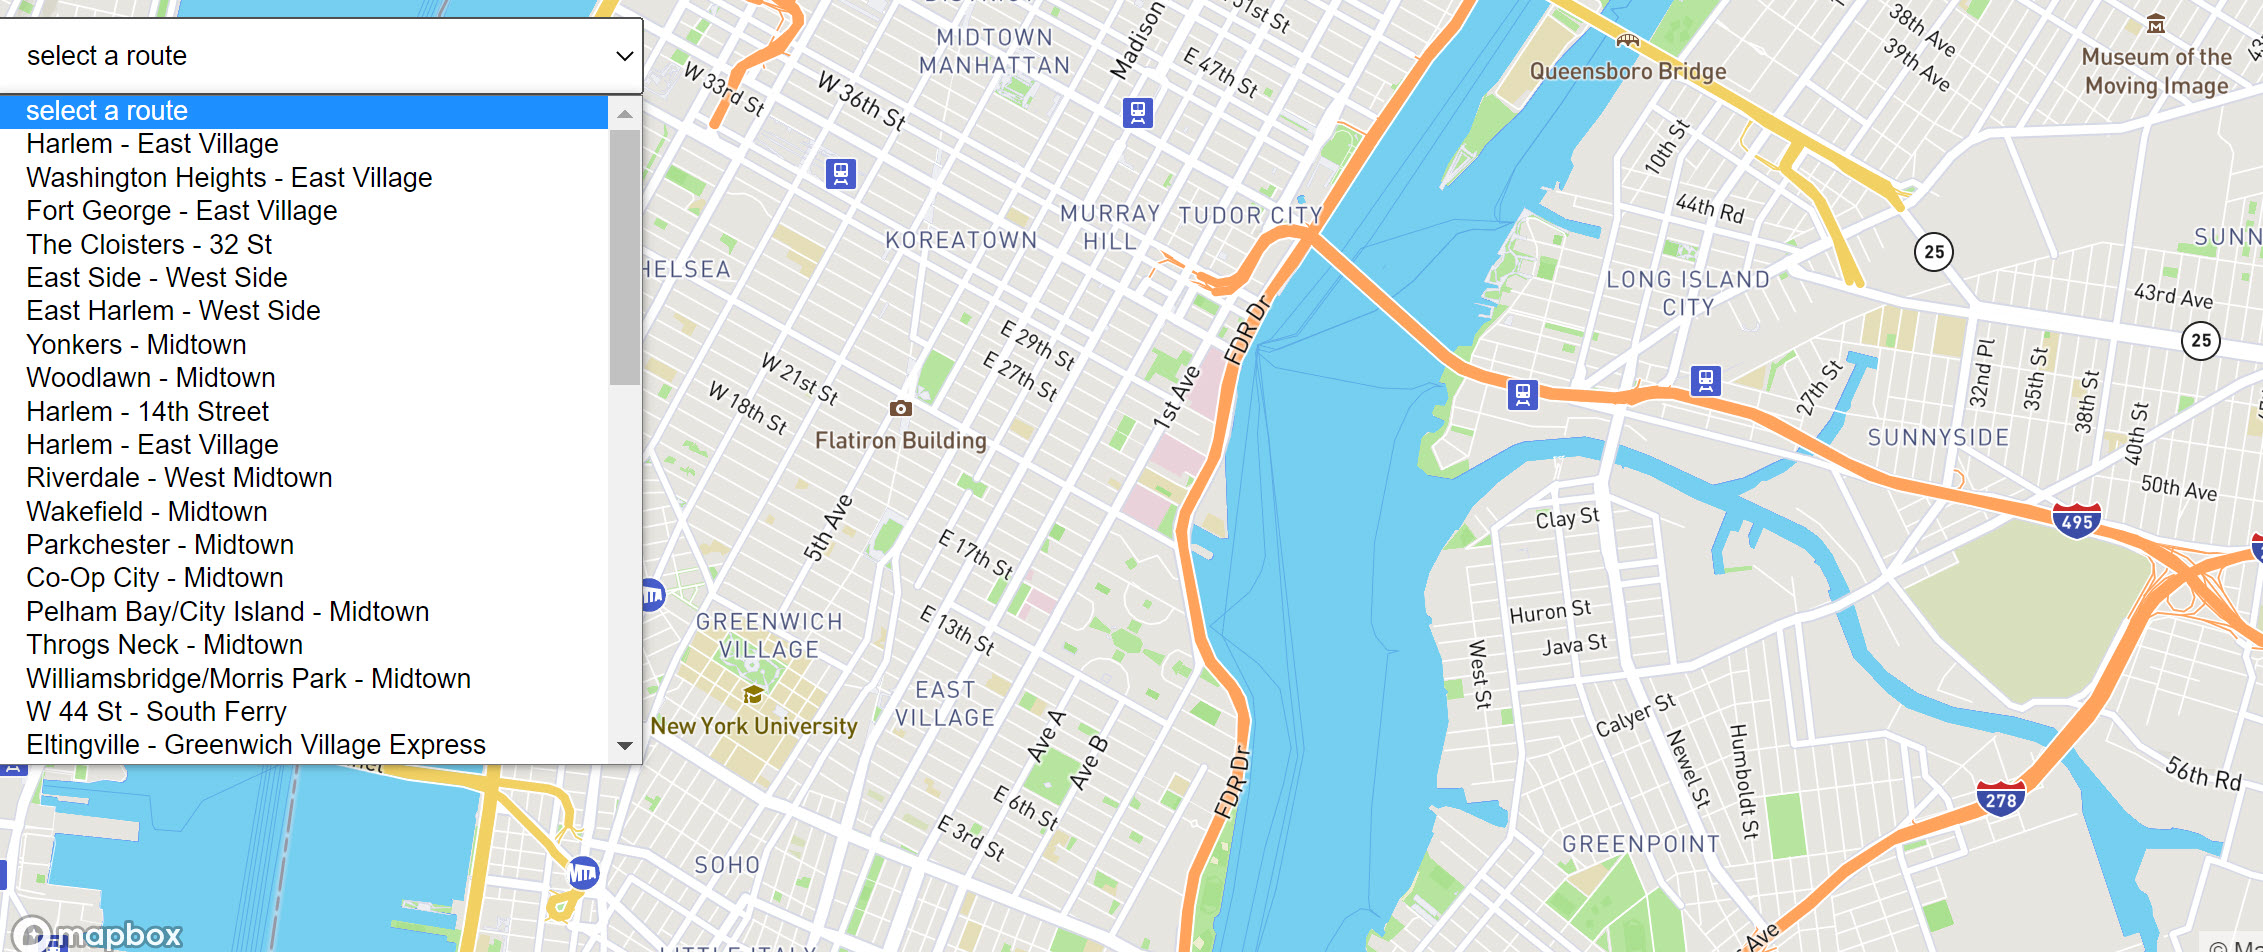 select a route
select a route
Harlem - East Village
Washington Heights - East Village
Fort George - East Village
The Cloisters - 32 St
East Side - West Side
East Harlem - West Side
Yonkers - Midtown
Woodlawn - Midtown
Harlem - 14th Street
Harlem - East Village
Riverdale - West Midtown
Wakefield - Midtown
Parkchester - Midtown
Co-Op City - Midtown
Pelham Bay/City Island - Midtown
Throgs Neck - Midtown
Williamsbridge/Morris Park - Midtown
W 44 St - South Ferry
Eltingville - Greenwich Village Express
MIDTOWN
MANHATTAN
Madison
51st St
E 47th St
W 33rd St
W 36th St
Queensboro Bridge
38th Ave
39th Ave
Museum of the
Moving Image
10th St
44th Rd
MURRAY
HILL
TUDOR CITY
KOREATOWN
HELSEA
LONG ISLAND
CITY
25
SUNN
43rd Ave
25
FDR Dr
E 29th St
E 27th St
W 21st St
W 18th St
1st Ave
Flatiron Building
27th St
32nd Pl
35th St
38th St
40th St
SUNNYSIDE
50th Ave
495
5th Ave
E 17th St
E 13th St
Clay St
Huron St
Java St
West St
MTA
GREENWICH
VILLAGE
New York University
EAST
VILLAGE
Ave A
Ave B
FDR Dr
E 6th St
E 3rd St
Calyer St
Newel St
Humboldt St
56th Rd
278
GREENPOINT
SOHO
MTA
LITTLE ITALY
Ave
mapbox